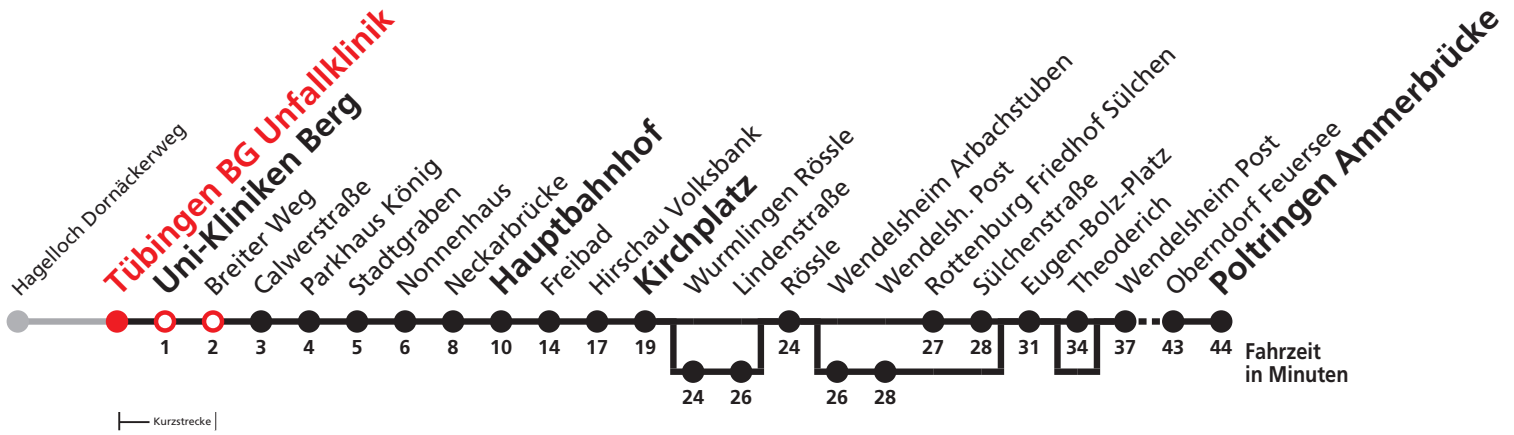 Hagelloch Dornäckerweg
Tübingen BG Unfallklinik
Uni-Kliniken Berg
Breiter Weg
Calwerstraße
Parkhaus König
Stadtgraben
Nonnenhaus
Neckarbrücke
Hauptbahnhof
Freibad
Hirschau Volksbank
Kirchplatz
Wurmlingen Rössle
Lindenstraße
Rössle
Wendelsheim Arbachstuben
Wendelsh. Post
Rottenburg Friedhof Sülchen
Sülchenstraße
Eugen-Bolz-Platz
Theoderich
Wendelsheim Post
Oberndorf Feuersee
Poltringen Ammerbrücke
1 2 3 4 5 6 8 10 14 17 19 24 27 28 31 34 37 43 44
Fahrzeit
in Minuten
24 26 26 28
Kurzstrecke